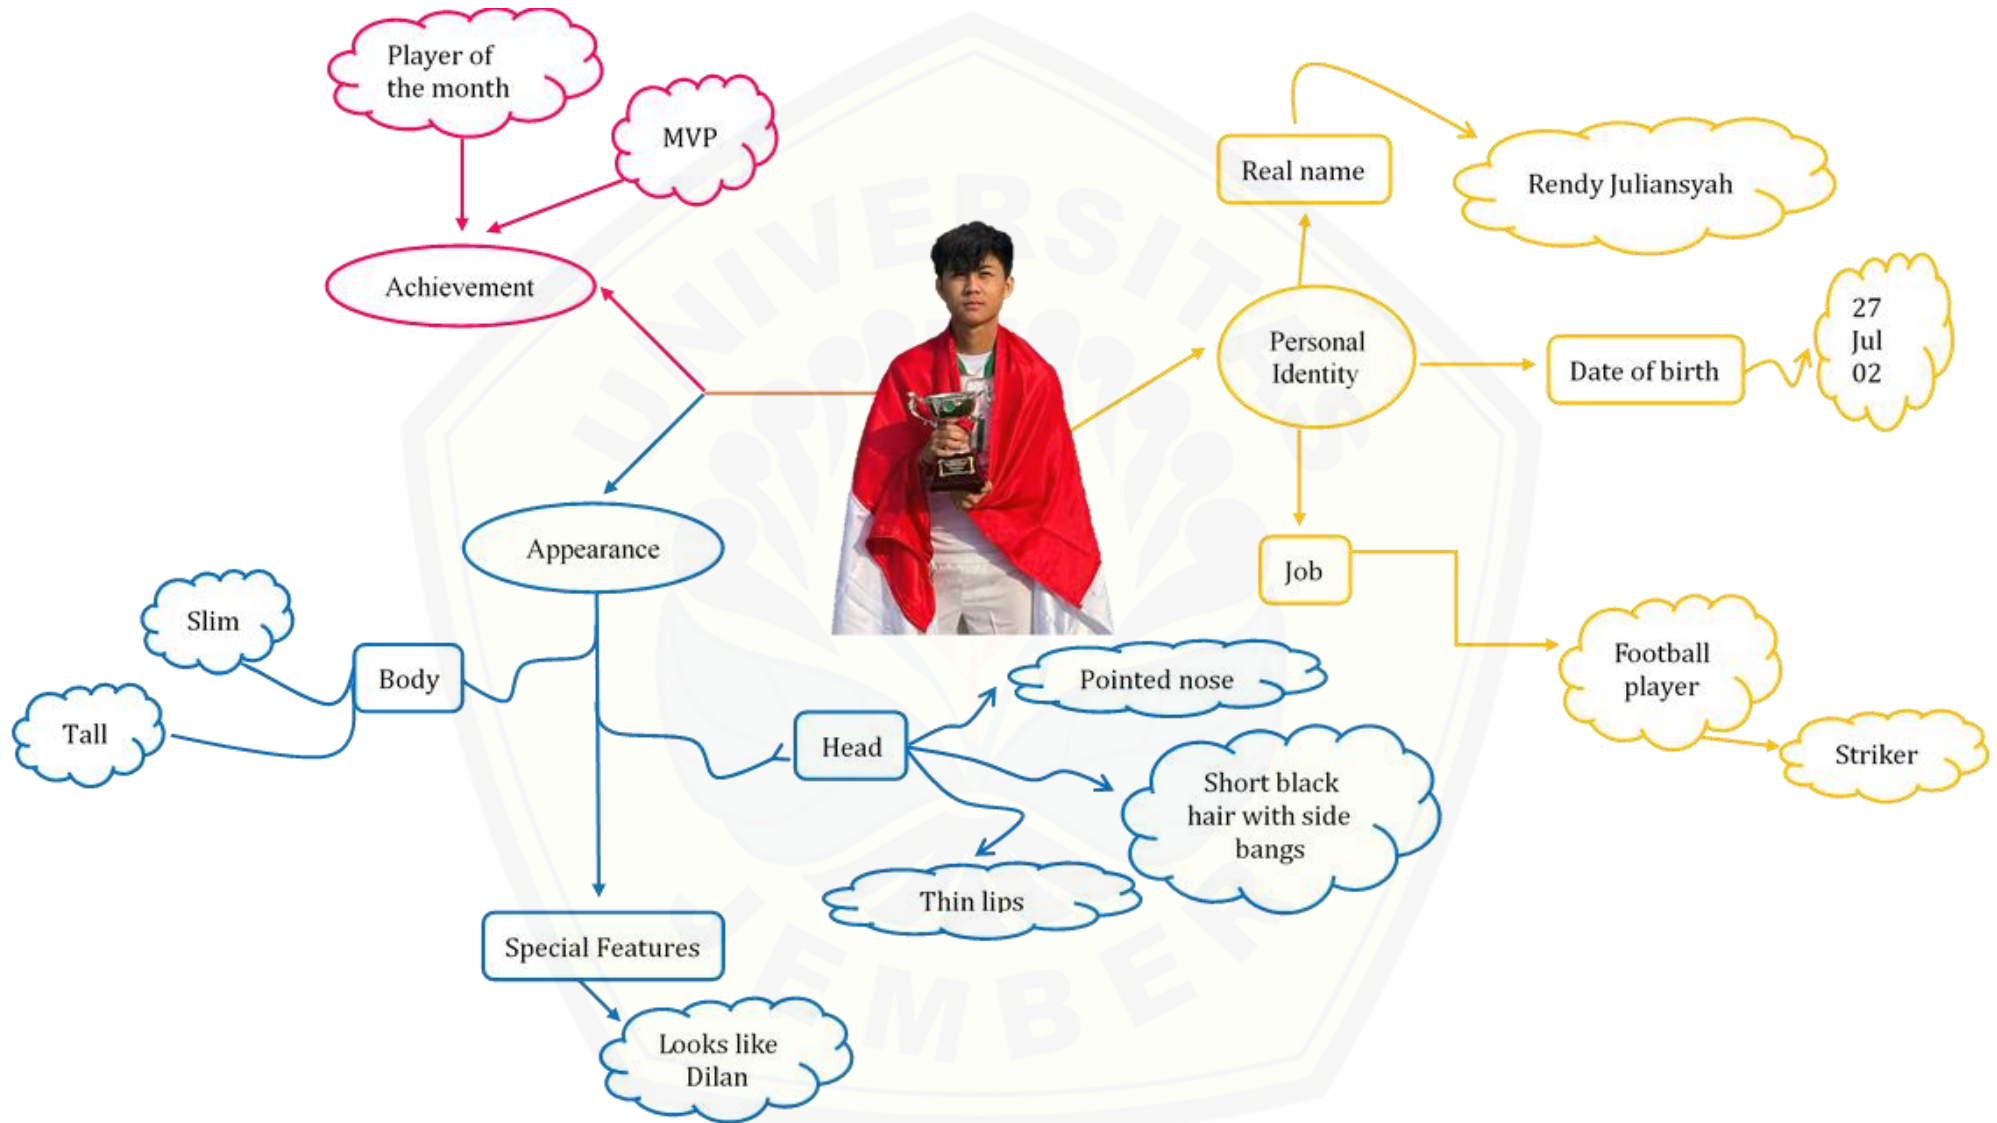 Player of
the month
MVP
Achievement
Real name
Rendy Juliansyah
Personal
Identity
Date of birth
27
Jul
02
Job
Football
player
Striker
Appearance
Slim
Tall
Body
Head
Pointed nose
Short black
hair with side
bangs
Thin lips
Special Features
Looks like
Dilan
UNIVERSITAS
JEMBER